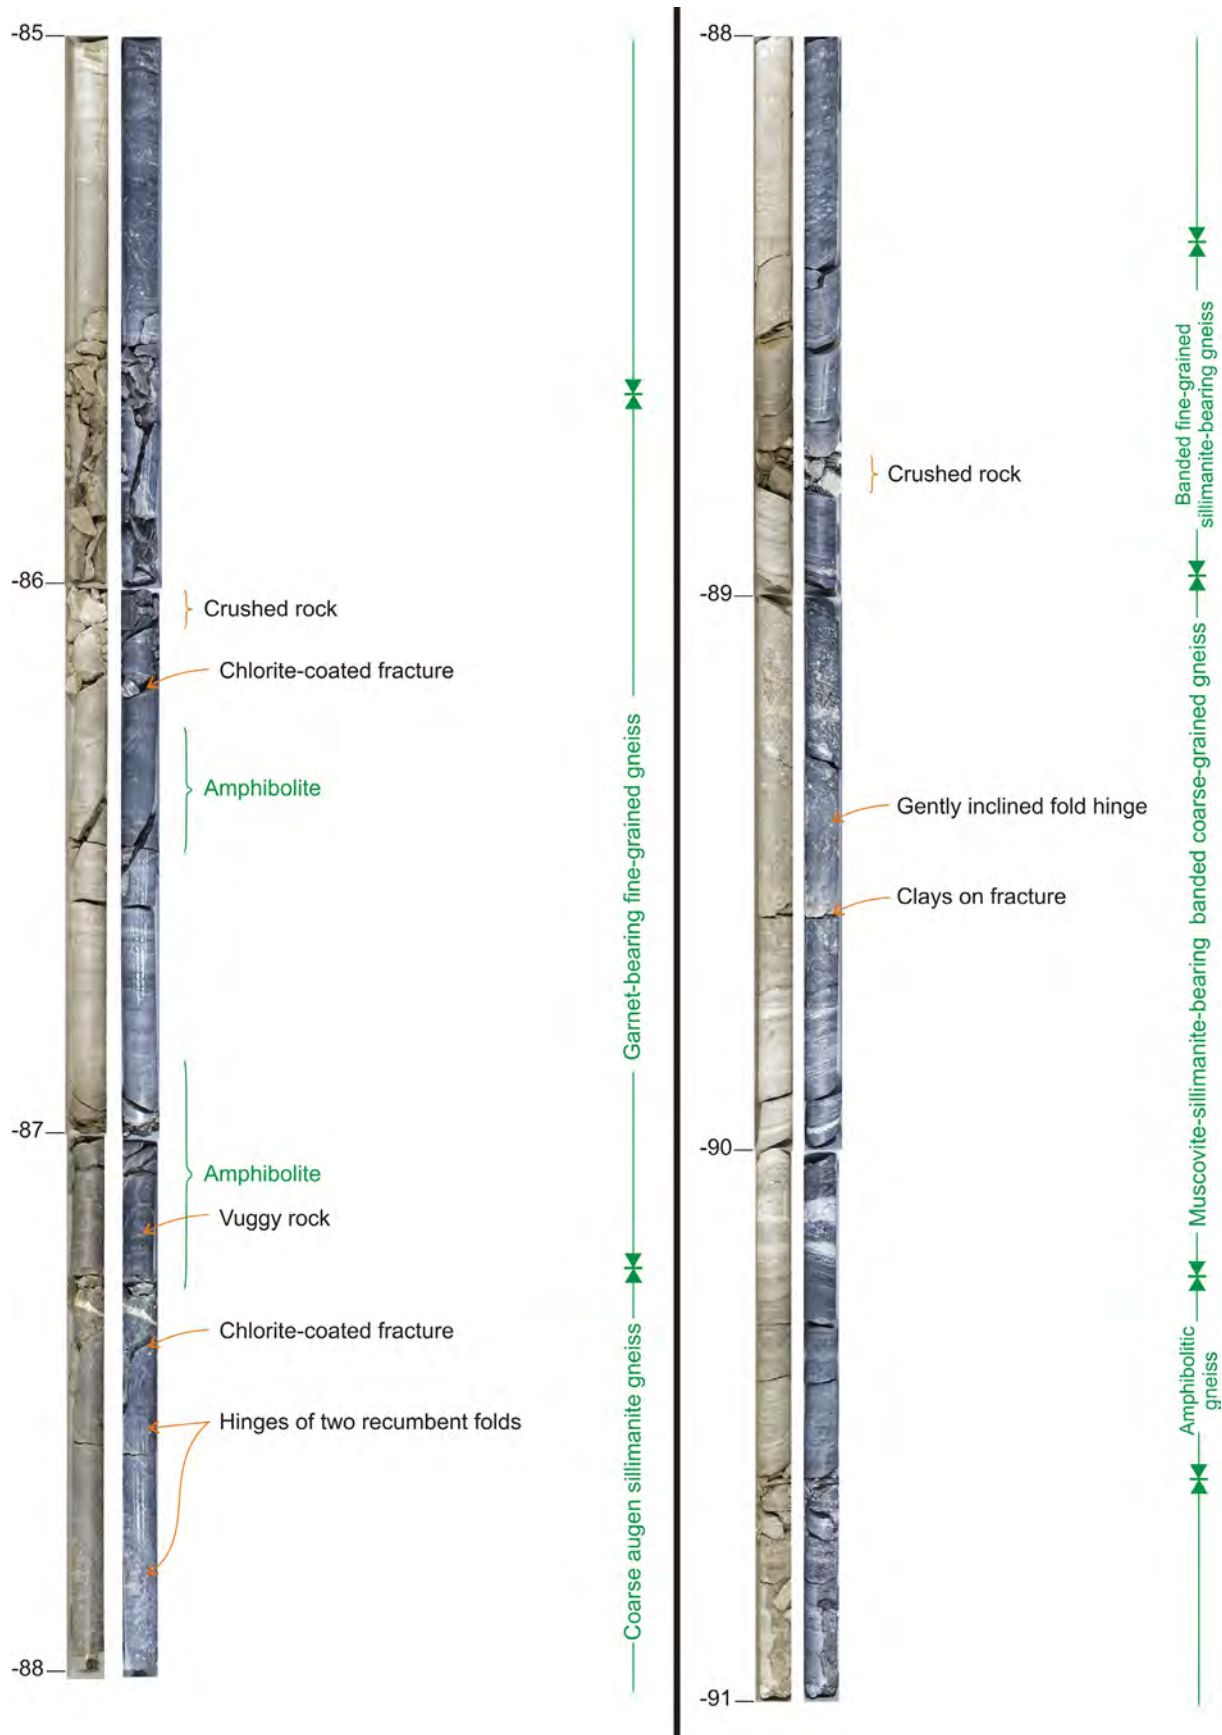 -85
-86
Crushed rock
Chlorite-coated fracture
Amphibolite
Garnet-bearing fine-grained gneiss
-87
Amphibolite
Vuggy rock
Chlorite-coated fracture
Hinges of two recumbent folds
Coarse augen sillimanite gneiss
-88
-88
Banded fine-grained
sillimanite-bearing gneiss
Crushed rock
-89
Gently inclined fold hinge
Clays on fracture
Muscovite-sillimanite-bearing banded coarse-grained gneiss
-90
Amphibolitic
gneiss
-91